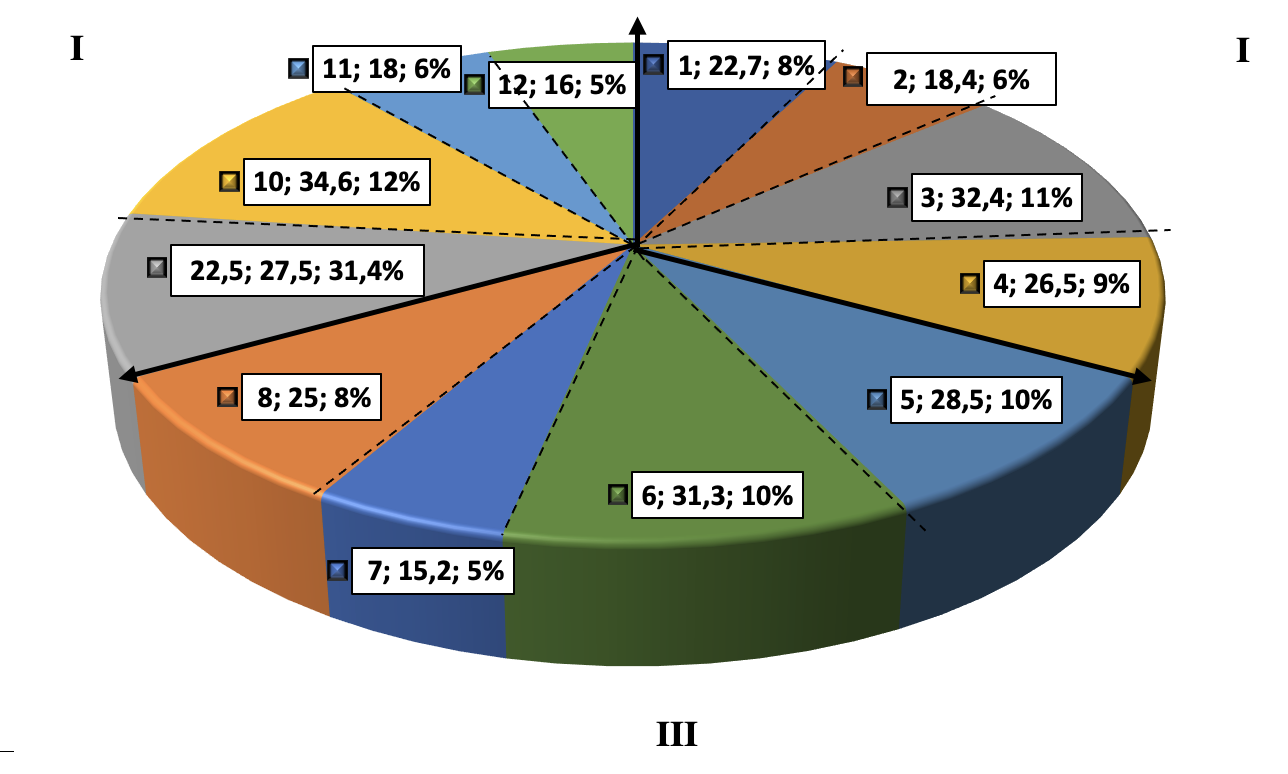 I
I
11; 18; 6%
12; 16; 5%
1; 22,7; 8%
2; 18,4; 6%
10; 34,6; 12%
3; 32,4; 11%
22,5; 27,5; 31,4%
4; 26,5; 9%
8; 25; 8%
5; 28,5; 10%
6; 31,3; 10%
7; 15,2; 5%
III